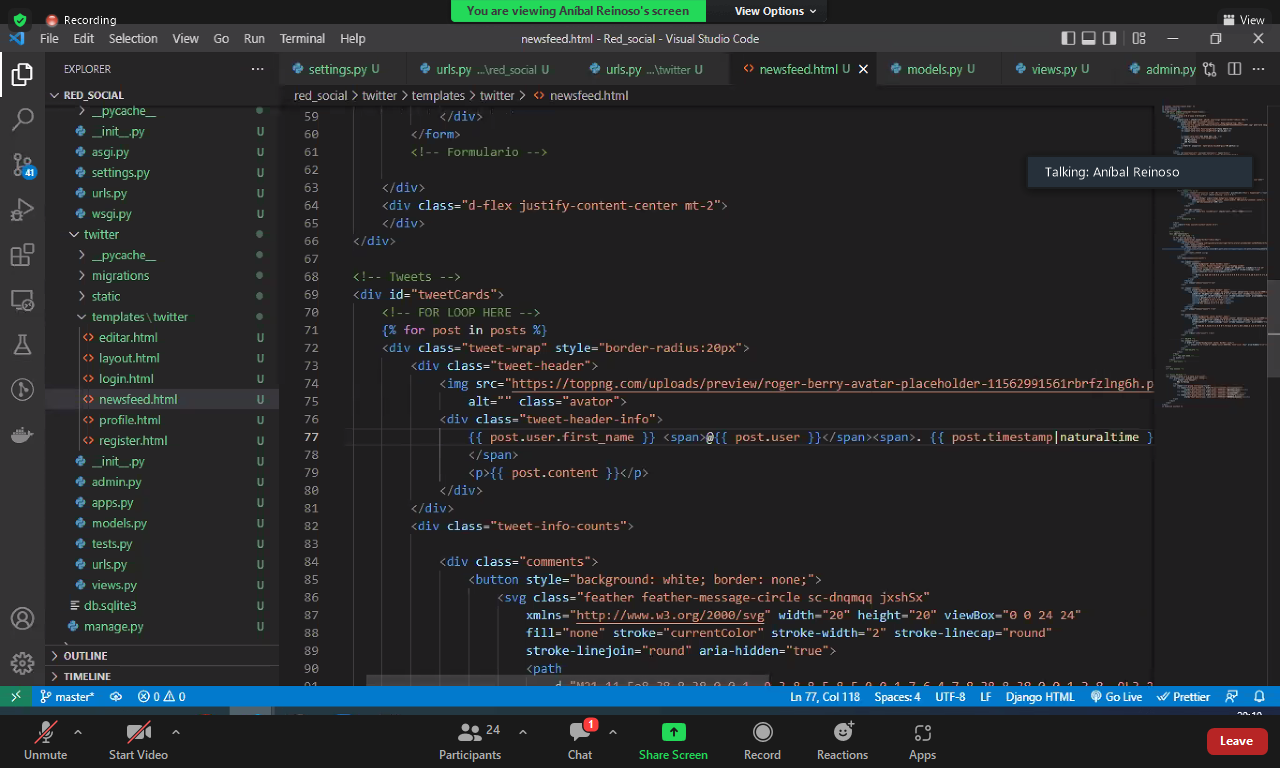 You are viewing Aníbal Reinoso's screen
View Options
Recording
View
File Edit Selection View Go Run Terminal Help
newsfeed.html - Red_social - Visual Studio Code
EXPLORER
settings.py U
urls.py ...\red_social U
urls.py ...\twitter U
newsfeed.html U
models.py U
views.py U
admin.py
RED_SOCIAL
red_social > twitter > templates > twitter > newsfeed.html
__pycache__
__init__.py U
asgi.py U
settings.py U
urls.py U
wsgi.py U
twitter
__pycache__
migrations
static
templates\twitter
editar.html U
layout.html U
login.html U
newsfeed.html U
profile.html U
register.html U
__init__.py U
admin.py U
apps.py U
models.py U
tests.py U
urls.py U
views.py U
db.sqlite3 U
manage.py U
OUTLINE
TIMELINE
41
Talking: Aníbal Reinoso
59 </div>
60 </form>
61 <!-- Formulario -->
62
63 </div>
64 <div class="d-flex justify-content-center mt-2">
65 </div>
66 </div>
67
68 <!-- Tweets -->
69 <div id="tweetCards">
70 <!-- FOR LOOP HERE -->
71 {% for post in posts %}
72 <div class="tweet-wrap" style="border-radius:20px">
73 <div class="tweet-header">
74 <img src="https://toppng.com/uploads/preview/roger-berry-avatar-placeholder-11562991561rbrfzlng6h.p
75 alt="" class="avator">
76 <div class="tweet-header-info">
77 {{ post.user.first_name }} <span>@{{ post.user }}</span><span>. {{ post.timestamp|naturaltime }
78 </span>
79 <p>{{ post.content }}</p>
80 </div>
81 </div>
82 <div class="tweet-info-counts">
83
84 <div class="comments">
85 <button style="background: white; border: none;">
86 <svg class="feather feather-message-circle sc-dnqmqq jxshSx"
87 xmlns="http://www.w3.org/2000/svg" width="20" height="20" viewBox="0 0 24 24"
88 fill="none" stroke="currentColor" stroke-width="2" stroke-linecap="round"
89 stroke-linejoin="round" aria-hidden="true">
90 <path
master* 0 0
Ln 77, Col 118 Spaces: 4 UTF-8 LF Django HTML Go Live Prettier
Unmute
Start Video
Participants 24
Chat 1
Share Screen
Record
Reactions
Apps
Leave